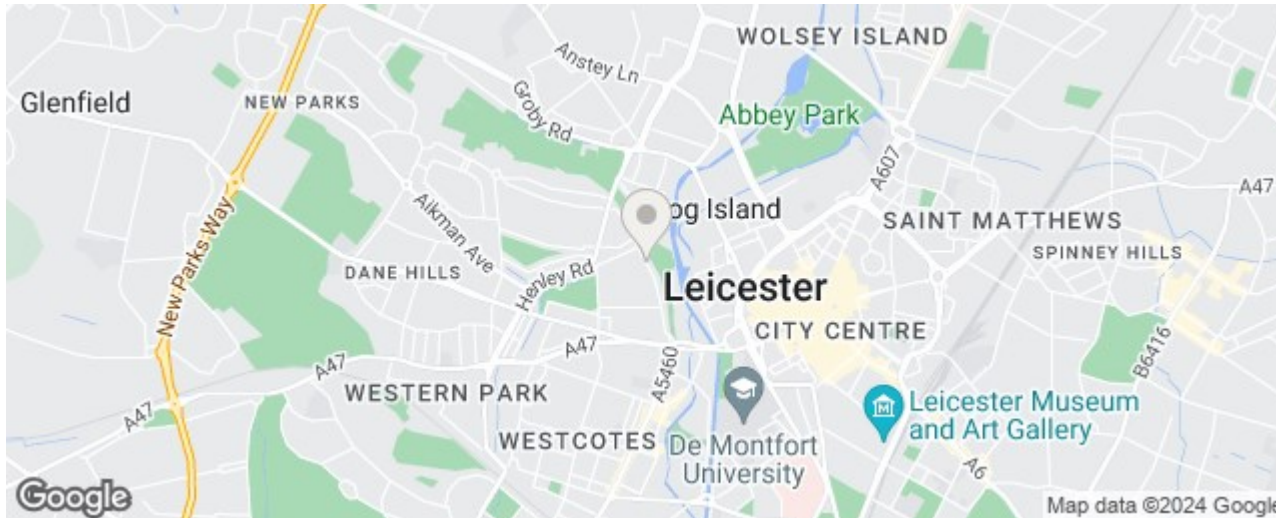 WOLSEY ISLAND
Anstey Ln
Glenfield
NEW PARKS
Groby Rd
Abbey Park
A607
A47
Aikman Ave
og Island
SAINT MATTHEWS
SPINNEY HILLS
New Parks Way
DANE HILLS
Henley Rd
Leicester
CITY CENTRE
A47
A47
A5460
B6416
WESTERN PARK
A47
WESTCOTES
De Montfort
University
Leicester Museum
and Art Gallery
A6
Google
Map data ©2024 Google